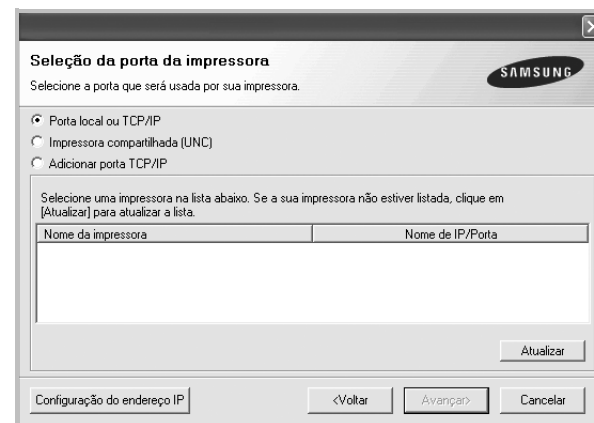 Seleção da porta da impressora
Selecione a porta que será usada por sua impressora.
SAMSUNG
Porta local ou TCP/IP
Impressora compartilhada (UNC)
Adicionar porta TCP/IP
Selecione uma impressora na lista abaixo. Se a sua impressora não estiver listada, clique em
[Atualizar] para atualizar a lista.
Nome da impressora Nome de IP/Porta
Atualizar
Configuração do endereço IP <Voltar Avançar> Cancelar